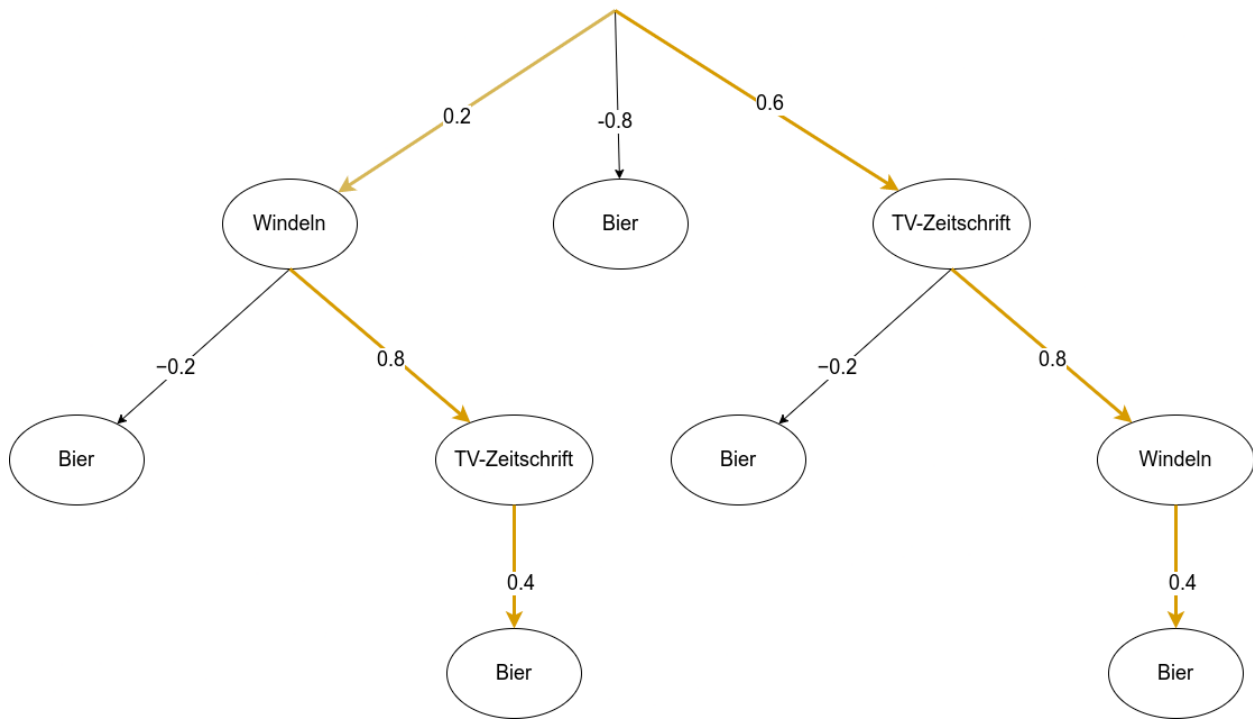 0.2
-0.8
0.6
Windeln
Bier
TV-Zeitschrift
−0.2
0.8
−0.2
0.8
Bier
TV-Zeitschrift
Bier
Windeln
0.4
0.4
Bier
Bier